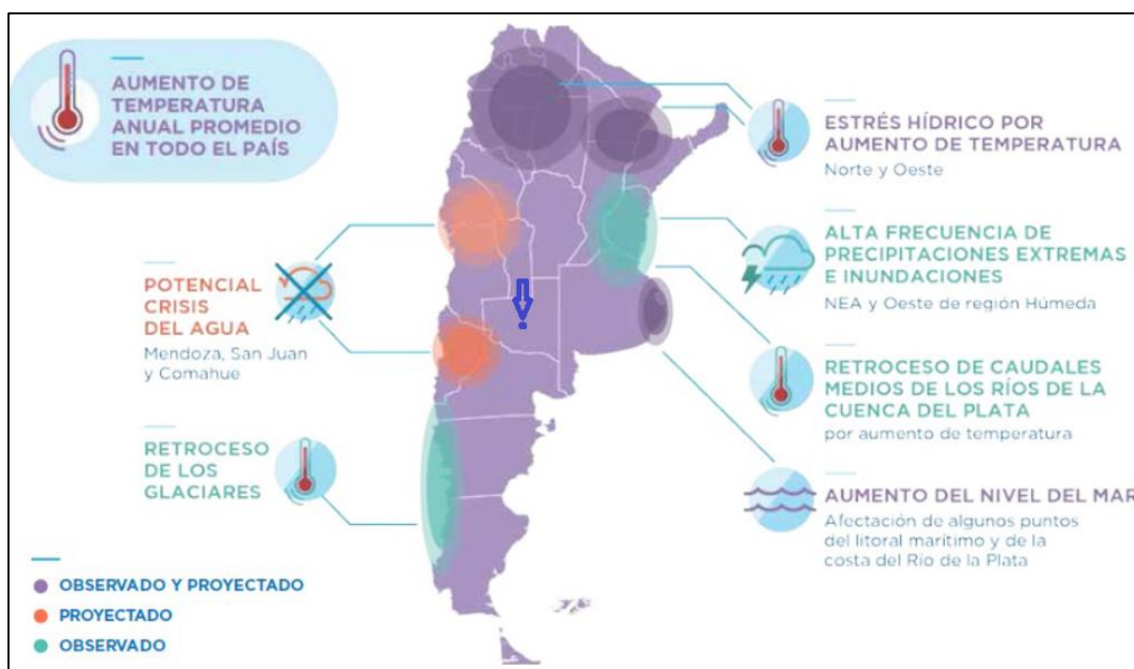 AUMENTO DE
TEMPERATURA
ANUAL PROMEDIO
EN TODO EL PAÍS
ESTRÉS HÍDRICO POR
AUMENTO DE TEMPERATURA
Norte y Oeste
ALTA FRECUENCIA DE
PRECIPITACIONES EXTREMAS
E INUNDACIONES
NEA y Oeste de región Húmeda
POTENCIAL
CRISIS
DEL AGUA
Mendoza, San Juan
y Comahue
RETROCESO DE CAUDALES
MEDIOS DE LOS RÍOS DE LA
CUENCA DEL PLATA
por aumento de temperatura
RETROCESO
DE LOS
GLACIARES
AUMENTO DEL NIVEL DEL MAR
Afectación de algunos puntos
del litoral marítimo y de la
costa del Río de la Plata
OBSERVADO Y PROYECTADO
PROYECTADO
OBSERVADO